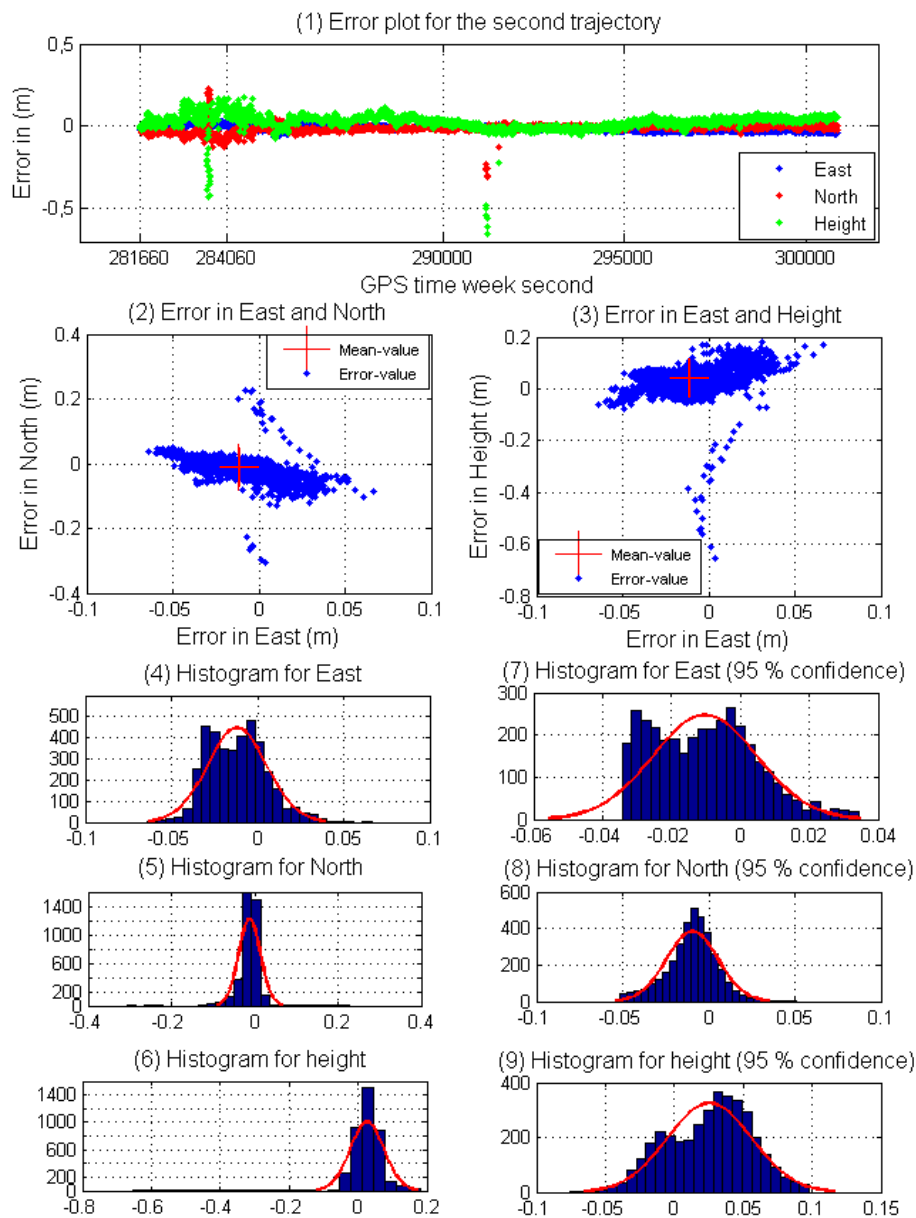 (1) Error plot for the second trajectory
0,5
0
-0,5
Error in (m)
East
North
Height
281660 284060 290000 295000 300000
GPS time week second
(2) Error in East and North
0.4
0.2
0
-0.2
-0.4
Error in North (m)
Mean-value
Error-value
-0.1 -0.05 0 0.05 0.1
Error in East (m)
(3) Error in East and Height
0.2
0
-0.2
-0.4
-0.6
-0.8
Error in Height (m)
Mean-value
Error-value
-0.1 -0.05 0 0.05 0.1
Error in East (m)
(4) Histogram for East
500
400
300
200
100
0
-0.1 -0.05 0 0.05 0.1
(7) Histogram for East (95 % confidence)
300
200
100
0
-0.06 -0.04 -0.02 0 0.02 0.04
(5) Histogram for North
1400
1000
600
200
0
-0.4 -0.2 0 0.2 0.4
(8) Histogram for North (95 % confidence)
600
400
200
0
-0.1 -0.05 0 0.05 0.1
(6) Histogram for height
1400
1000
600
200
0
-0.8 -0.6 -0.4 -0.2 0 0.2
(9) Histogram for height (95 % confidence)
400
200
0
-0.1 -0.05 0 0.05 0.1 0.15